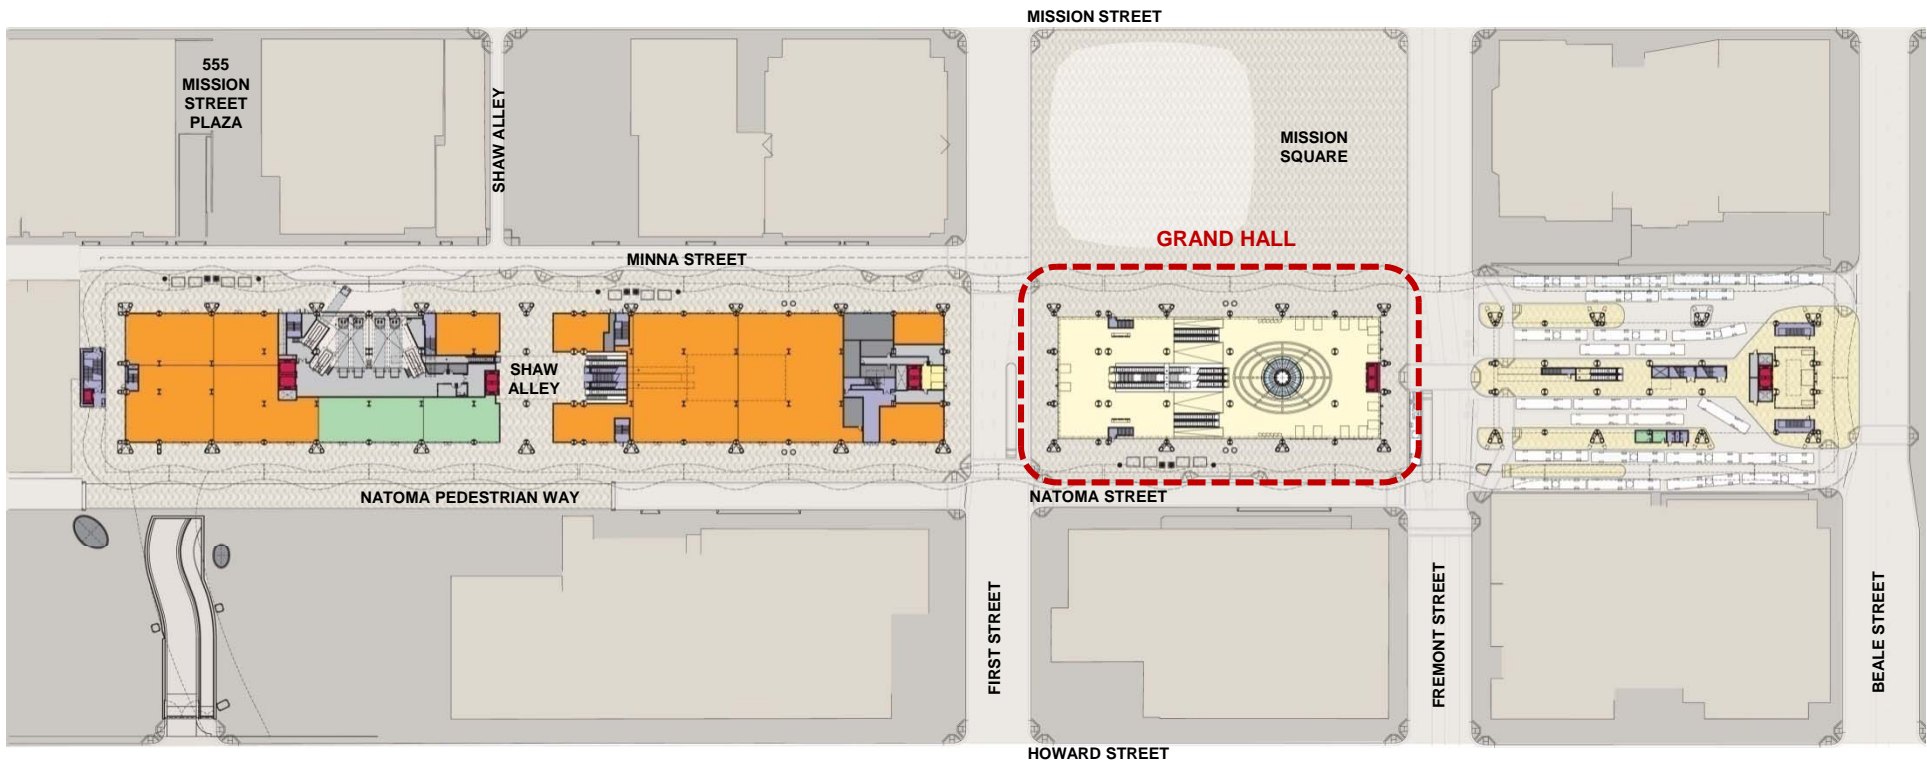 MISSION STREET
555
MISSION
STREET
PLAZA
SHAW ALLEY
MISSION
SQUARE
GRAND HALL
MINNA STREET
SHAW
ALLEY
NATOMA PEDESTRIAN WAY
NATOMA STREET
FIRST STREET
FREMONT STREET
BEALE STREET
HOWARD STREET